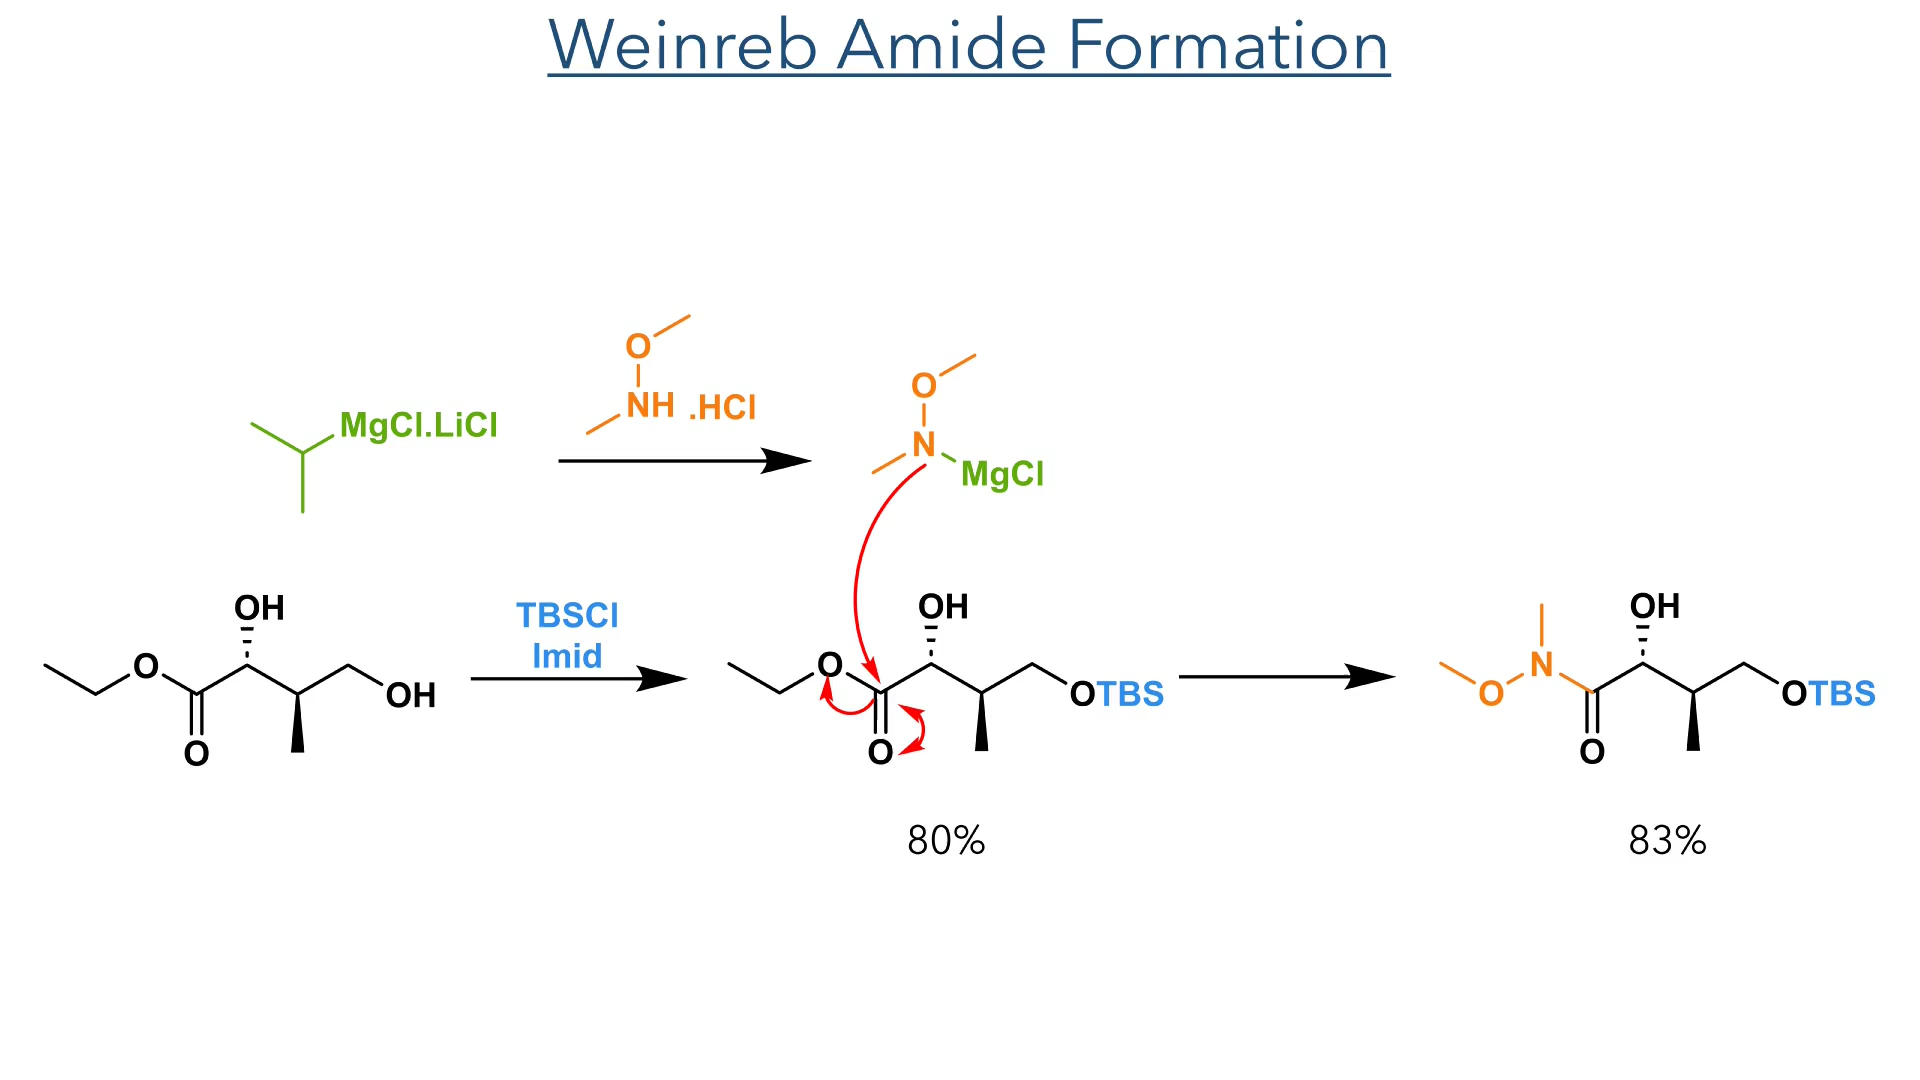 Weinreb Amide Formation
O
NH .HCl
MgCl.LiCl
O
N
MgCl
OH
O
OH
O
TBSCl
Imid
OH
O
OTBS
O
80%
OH
N
O
OTBS
O
83%